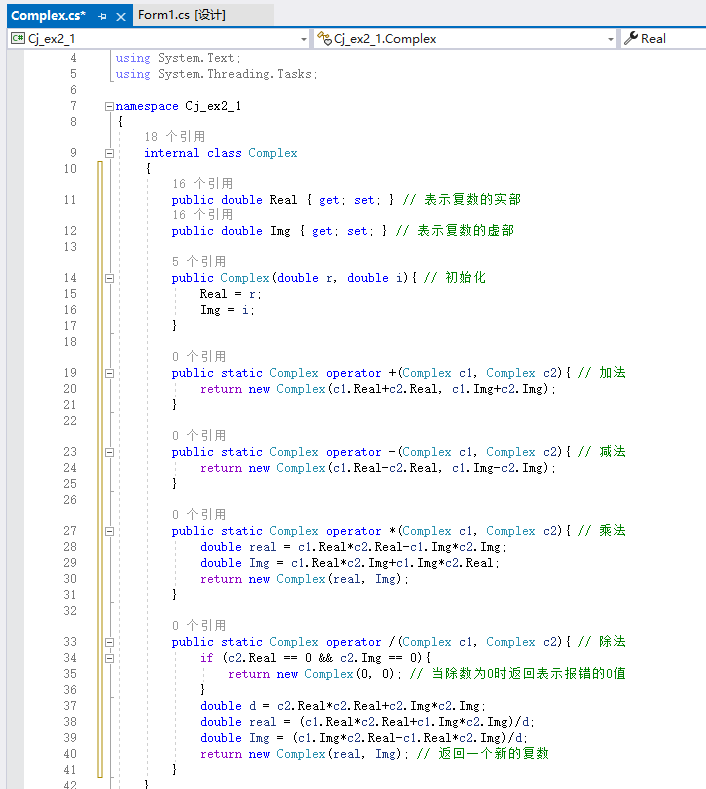 Complex.cs*
Form1.cs [设计]
Cj_ex2_1
Cj_ex2_1.Complex
Real
4 using System.Text;
5 using System.Threading.Tasks;
6
7 namespace Cj_ex2_1
8 {
18 个引用
9 internal class Complex
10 {
16 个引用
11 public double Real { get; set; } // 表示复数的实部
16 个引用
12 public double Img { get; set; } // 表示复数的虚部
13
5 个引用
14 public Complex(double r, double i){ // 初始化
15 Real = r;
16 Img = i;
17 }
18
0 个引用
19 public static Complex operator +(Complex c1, Complex c2){ // 加法
20 return new Complex(c1.Real+c2.Real, c1.Img+c2.Img);
21 }
22
0 个引用
23 public static Complex operator -(Complex c1, Complex c2){ // 减法
24 return new Complex(c1.Real-c2.Real, c1.Img-c2.Img);
25 }
26
0 个引用
27 public static Complex operator *(Complex c1, Complex c2){ // 乘法
28 double real = c1.Real*c2.Real-c1.Img*c2.Img;
29 double Img = c1.Real*c2.Img+c1.Img*c2.Real;
30 return new Complex(real, Img);
31 }
32
0 个引用
33 public static Complex operator /(Complex c1, Complex c2){ // 除法
34 if (c2.Real == 0 && c2.Img == 0){
35 return new Complex(0, 0); // 当除数为0时返回表示报错的0值
36 }
37 double d = c2.Real*c2.Real+c2.Img*c2.Img;
38 double real = (c1.Real*c2.Real+c1.Img*c2.Img)/d;
39 double Img = (c1.Img*c2.Real-c1.Real*c2.Img)/d;
40 return new Complex(real, Img); // 返回一个新的复数
41 }
42 }